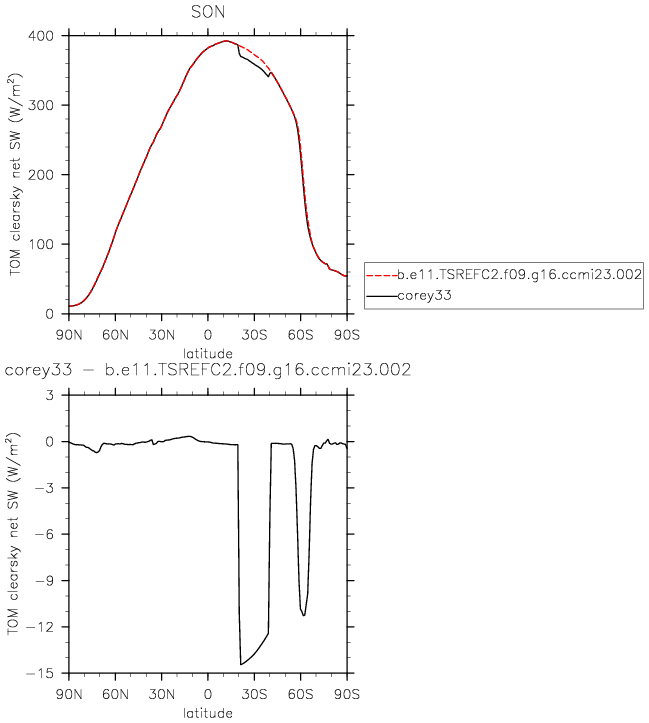 SON
400
300
200
100
0
TOM clearsky net SW (W/m²)
90N 60N 30N 0 30S 60S 90S
latitude
b.e11.TSREFC2.f09.g16.ccmi23.002
corey33
corey33 – b.e11.TSREFC2.f09.g16.ccmi23.002
3
0
−3
−6
−9
−12
−15
TOM clearsky net SW (W/m²)
90N 60N 30N 0 30S 60S 90S
latitude